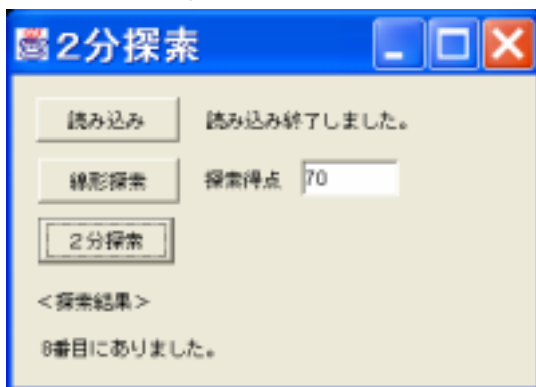 2分探索
読み込み 読み込み終了しました。
線形探索 探索得点 70
2分探索
<探索結果>
8番目にありました。